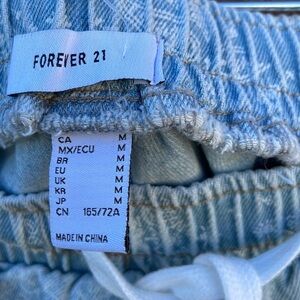 FOREVER 21
CA M
MX/ECU M
BR M
EU M
UK M
KR M
JP M
CN 165/72A
MADE IN CHINA